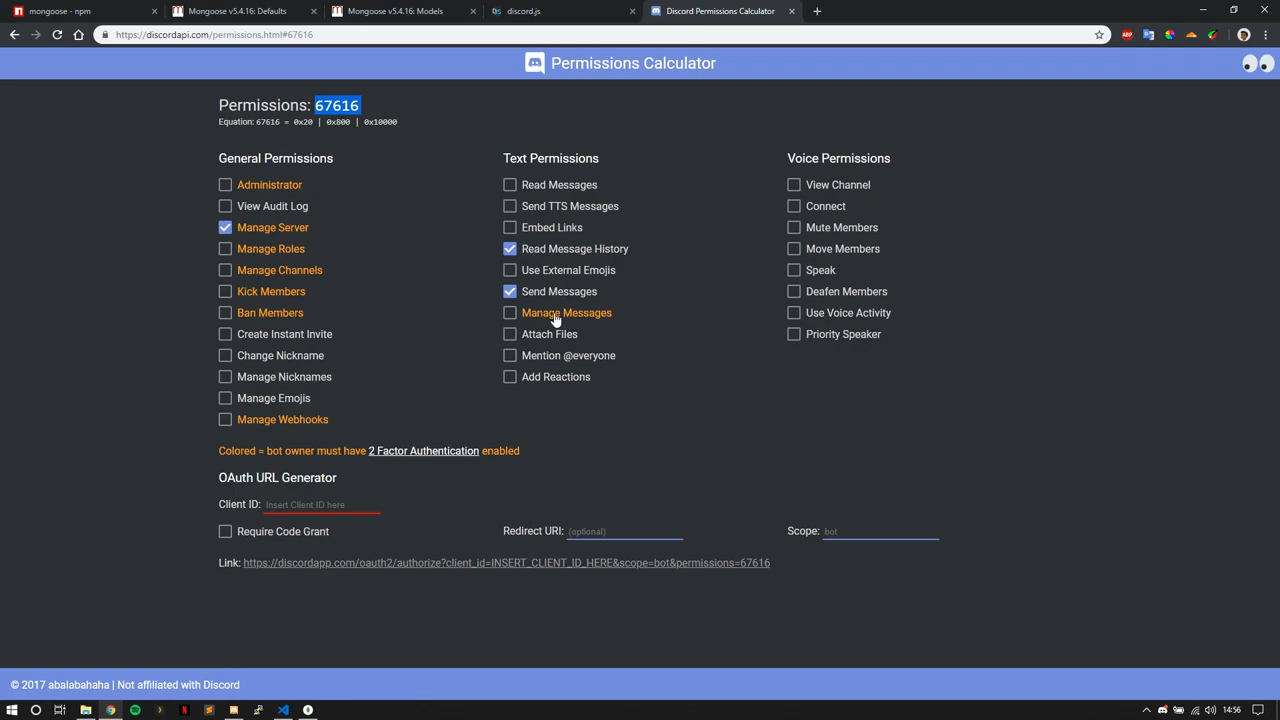 mongoose - npm
Mongoose v5.4.16: Defaults
Mongoose v5.4.16: Models
discord.js
Discord Permissions Calculator
https://discordapi.com/permissions.html#67616
ABP
Permissions Calculator
Permissions: 67616
Equation: 67616 = 0x20 | 0x800 | 0x10000
General Permissions
Administrator
View Audit Log
Manage Server
Manage Roles
Manage Channels
Kick Members
Ban Members
Create Instant Invite
Change Nickname
Manage Nicknames
Manage Emojis
Manage Webhooks
Text Permissions
Read Messages
Send TTS Messages
Embed Links
Read Message History
Use External Emojis
Send Messages
Manage Messages
Attach Files
Mention @everyone
Add Reactions
Voice Permissions
View Channel
Connect
Mute Members
Move Members
Speak
Deafen Members
Use Voice Activity
Priority Speaker
Colored = bot owner must have 2 Factor Authentication enabled
OAuth URL Generator
Client ID: Insert Client ID here
Require Code Grant
Redirect URI: (optional)
Scope: bot
Link: https://discordapp.com/oauth2/authorize?client_id=INSERT_CLIENT_ID_HERE&scope=bot&permissions=67616
© 2017 abalabahaha | Not affiliated with Discord
14:56